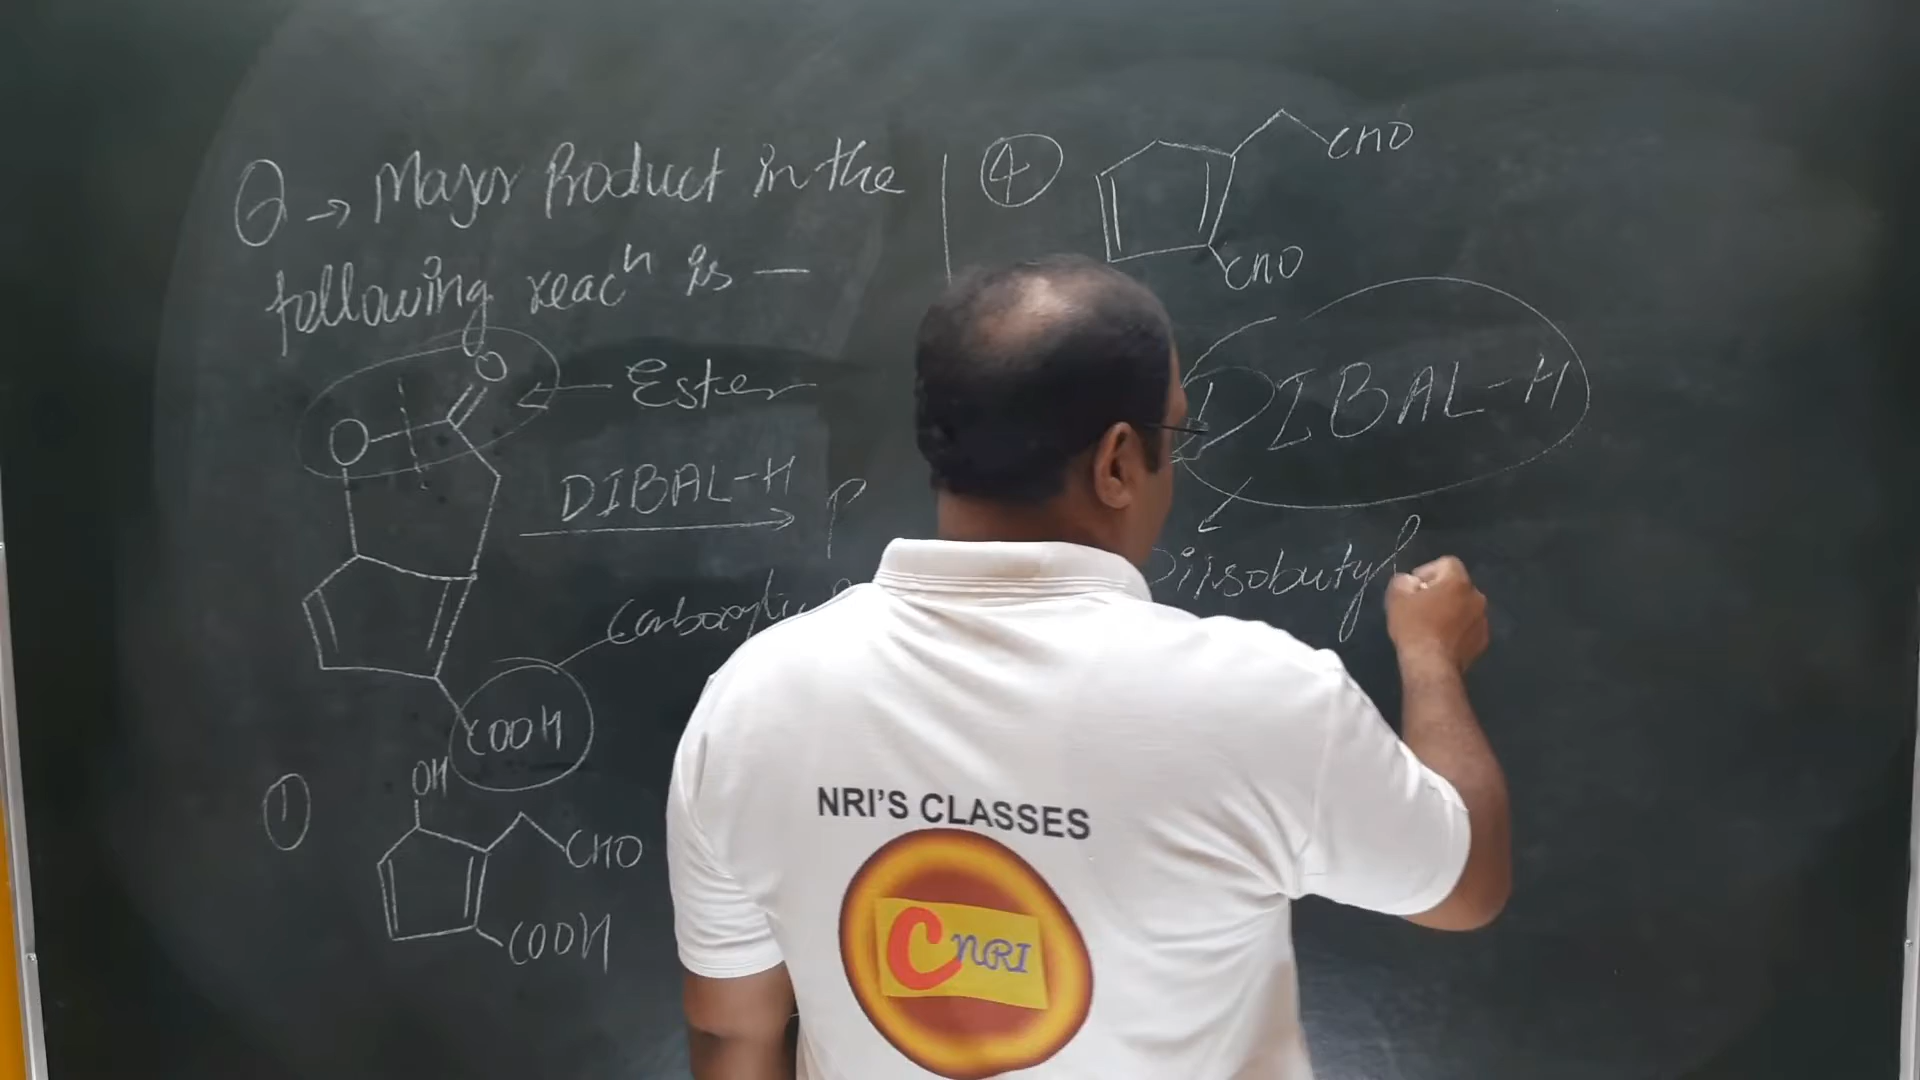 Q → Major Product in the
following reacⁿ is —
O
O ← Ester
DIBAL-H
P
COOH
①
OH
CHO
COOH
④
CHO
CHO
DIBAL-H
Diisobutyl
NRI'S CLASSES
CNRI